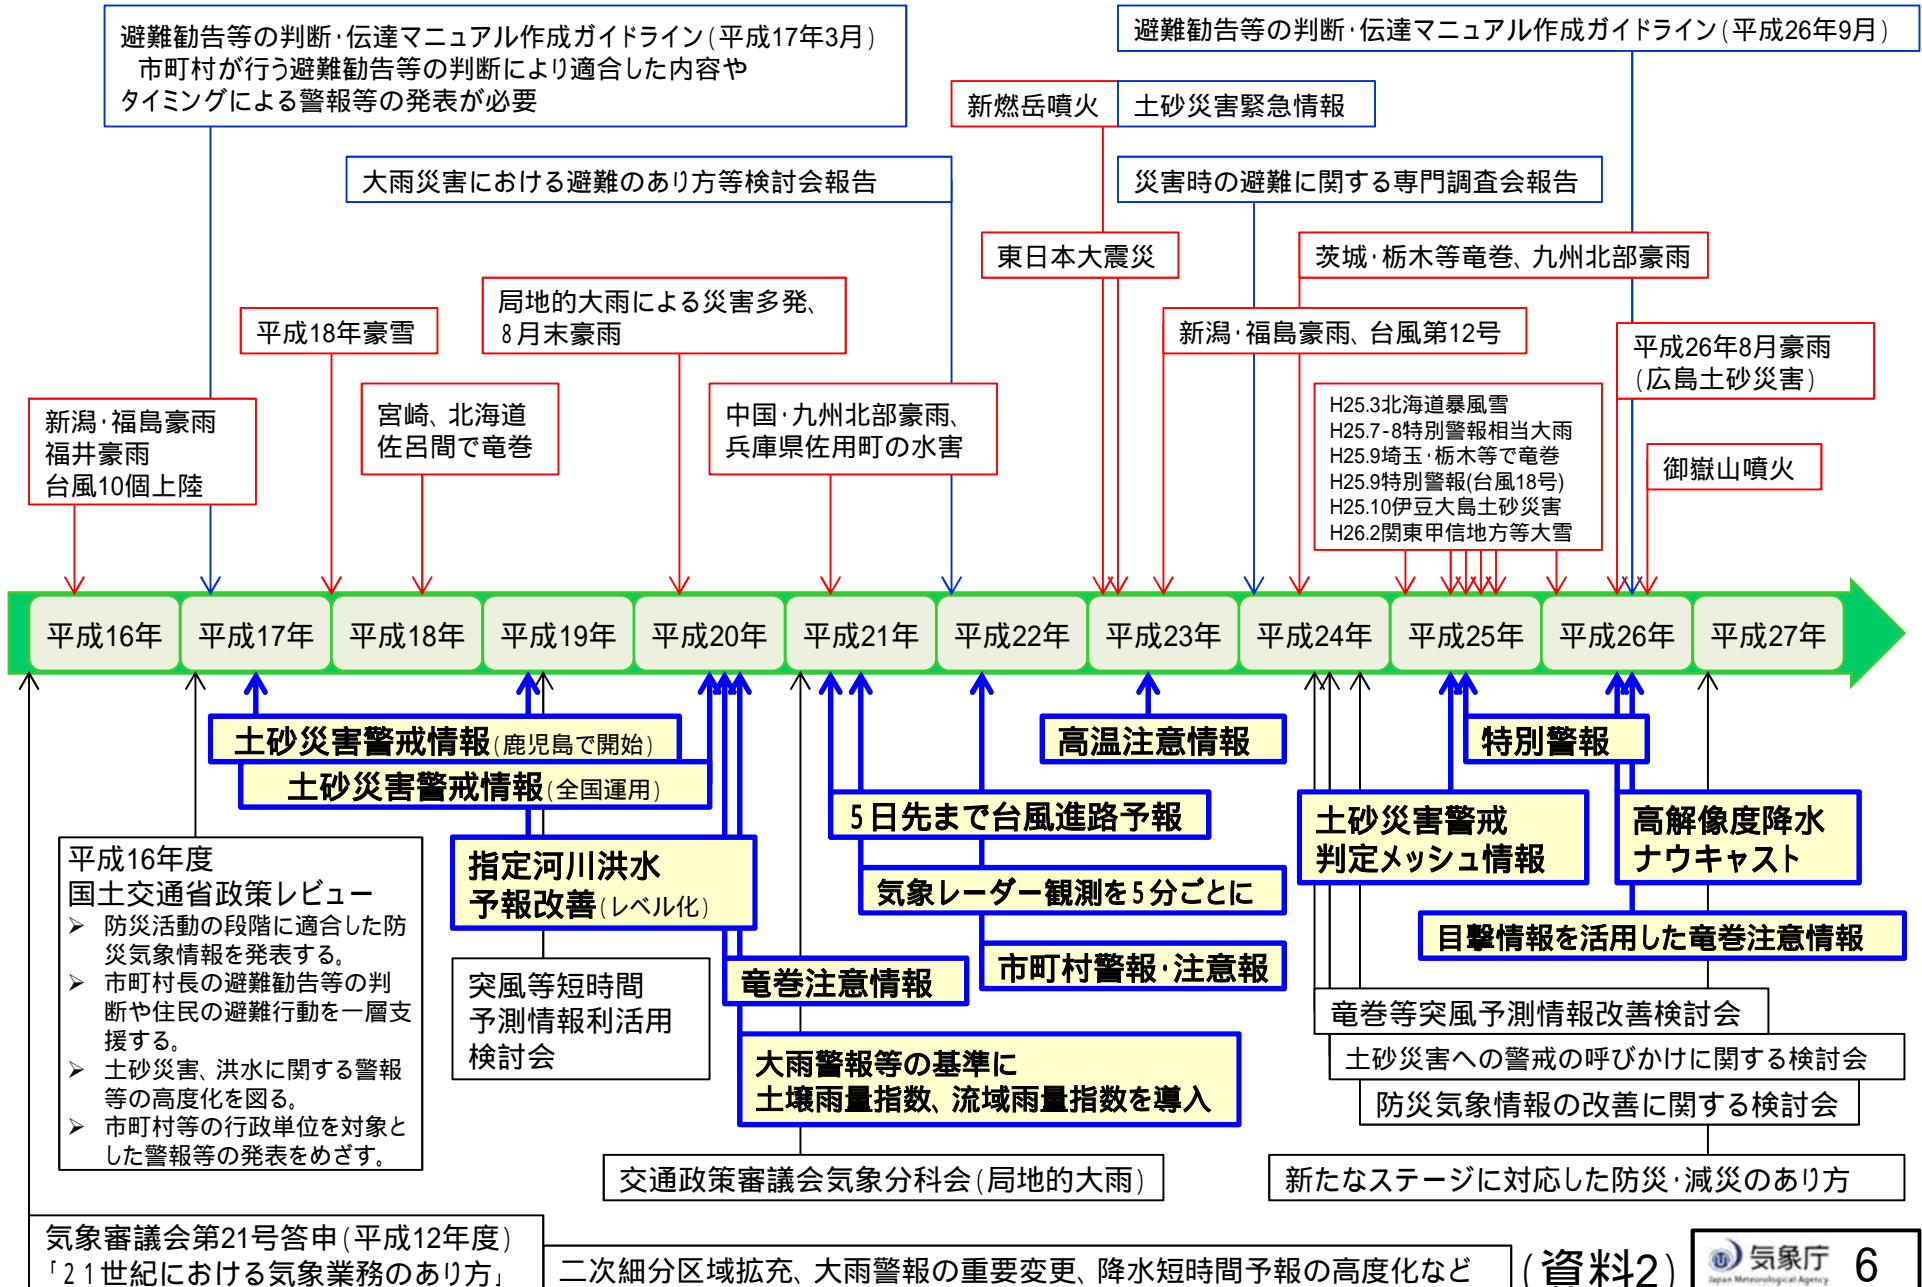 避難勧告等の判断・伝達マニュアル作成ガイドライン(平成17年3月)
市町村が行う避難勧告等の判断により適合した内容や
タイミングによる警報等の発表が必要
避難勧告等の判断・伝達マニュアル作成ガイドライン(平成26年9月)
新燃岳噴火
土砂災害緊急情報
大雨災害における避難のあり方等検討会報告
災害時の避難に関する専門調査会報告
東日本大震災
茨城・栃木等竜巻、九州北部豪雨
局地的大雨による災害多発、
8月末豪雨
平成18年豪雪
新潟・福島豪雨、台風第12号
平成26年8月豪雨
(広島土砂災害)
新潟・福島豪雨
福井豪雨
台風10個上陸
宮崎、北海道
佐呂間で竜巻
中国・九州北部豪雨、
兵庫県佐用町の水害
H25.3北海道暴風雪
H25.7-8特別警報相当大雨
H25.9埼玉・栃木等で竜巻
H25.9特別警報(台風18号)
H25.10伊豆大島土砂災害
H26.2関東甲信地方等大雪
御嶽山噴火
平成16年 平成17年 平成18年 平成19年 平成20年 平成21年 平成22年 平成23年 平成24年 平成25年 平成26年 平成27年
土砂災害警戒情報(鹿児島で開始)
土砂災害警戒情報(全国運用)
高温注意情報
特別警報
5日先まで台風進路予報
土砂災害警戒
判定メッシュ情報
高解像度降水
ナウキャスト
平成16年度
国土交通省政策レビュー
➢ 防災活動の段階に適合した防
災気象情報を発表する。
➢ 市町村長の避難勧告等の判
断や住民の避難行動を一層支
援する。
➢ 土砂災害、洪水に関する警報
等の高度化を図る。
➢ 市町村等の行政単位を対象と
した警報等の発表をめざす。
指定河川洪水
予報改善(レベル化)
気象レーダー観測を5分ごとに
目撃情報を活用した竜巻注意情報
突風等短時間
予測情報利活用
検討会
竜巻注意情報
市町村警報・注意報
竜巻等突風予測情報改善検討会
大雨警報等の基準に
土壌雨量指数、流域雨量指数を導入
土砂災害への警戒の呼びかけに関する検討会
防災気象情報の改善に関する検討会
交通政策審議会気象分科会(局地的大雨)
新たなステージに対応した防災・減災のあり方
気象審議会第21号答申(平成12年度)
「21世紀における気象業務のあり方」
二次細分区域拡充、大雨警報の重要変更、降水短時間予報の高度化など
(資料2)
気象庁
Japan Meteorological Agency
6